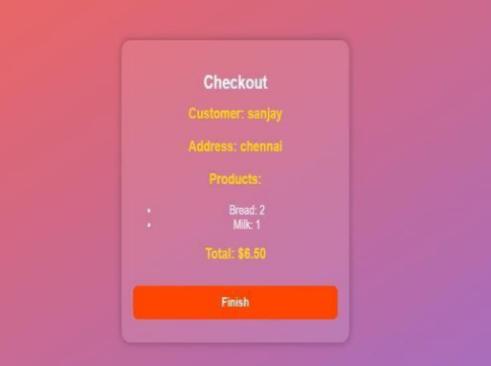 Checkout
Customer: sanjay
Address: chennai
Products:
• Bread: 2
• Milk: 1
Total: $6.50
Finish